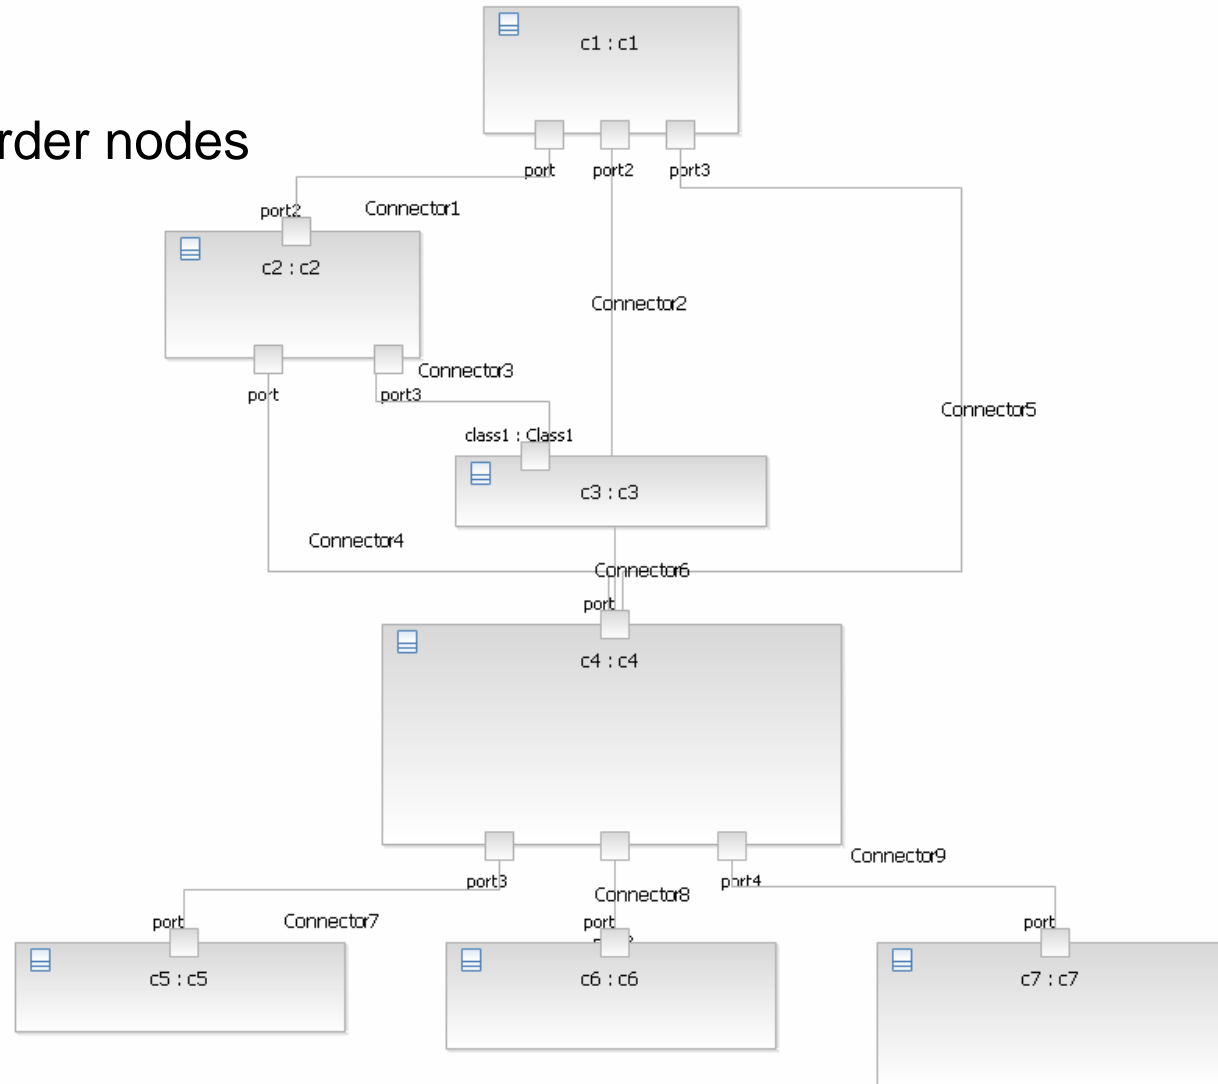 c1 : c1
rder nodes
port
port2
port3
port2
Connector1
c2 : c2
Connector2
Connector3
port
port3
Connector5
class1 : Class1
c3 : c3
Connector4
Connector6
port
c4 : c4
Connector9
port3
port4
Connector8
port
Connector7
port
port
c5 : c5
c6 : c6
c7 : c7